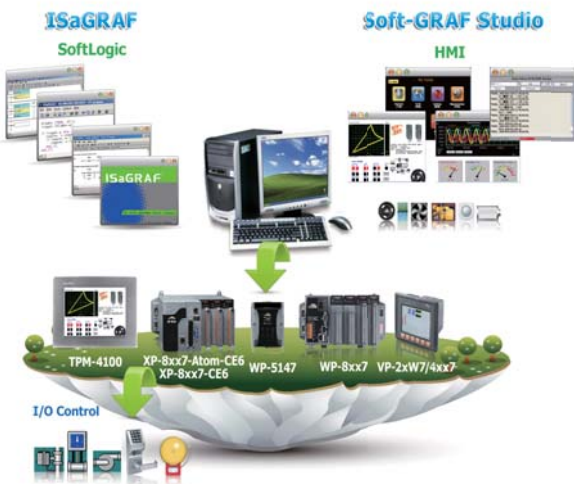 ISaGRAF
Soft-GRAF Studio
SoftLogic
HMI
ISaGRAF
TPM-4100
XP-8xx7-Atom-CE6
XP-8xx7-CE6
WP-5147
WP-8xx7
VP-2xW7/4xx7
I/O Control